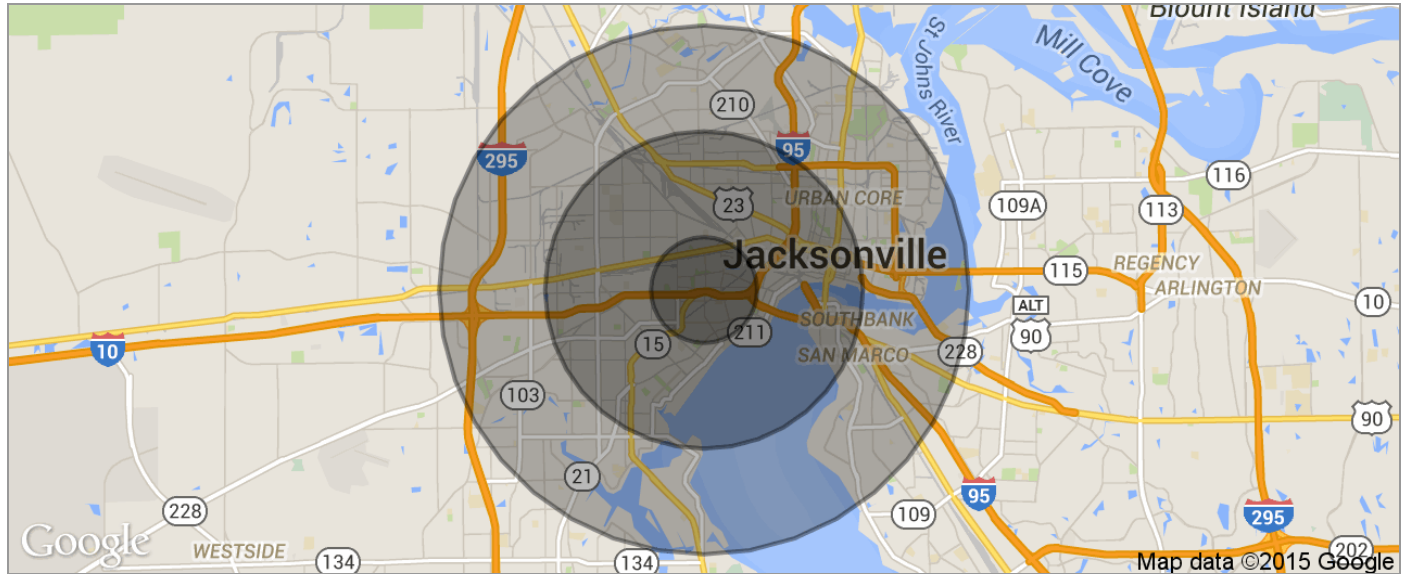 Blount Island
Mill Cove
St Johns River
210
95
295
116
23
URBAN CORE
109A
113
Jacksonville
115
REGENCY
ARLINGTON
10
ALT
90
SOUTHBANK
211
15
SAN MARCO
228
10
103
90
21
95
109
228
295
Google
WESTSIDE
134
134
202
Map data ©2015 Google